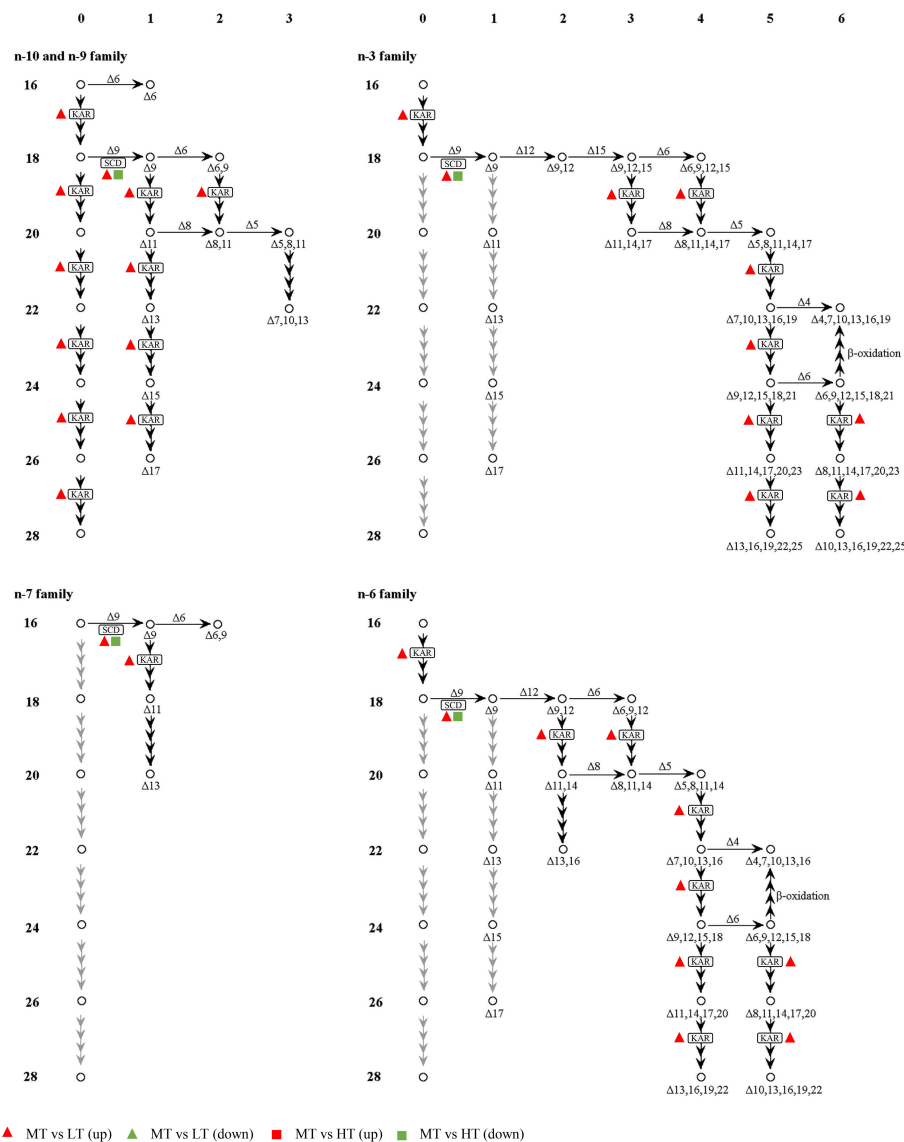 0 1 2 3 0 1 2 3 4 5 6
n-10 and n-9 family n-3 family
16 Δ6 16
Δ6
KAR KAR
18 Δ9 Δ6 18 Δ9 Δ12 Δ15 Δ6
SCD Δ9 Δ6,9 SCD Δ9 Δ9,12 Δ9,12,15 Δ6,9,12,15
KAR KAR KAR KAR KAR
20 Δ8 Δ5 20 Δ8 Δ5
Δ11 Δ8,11 Δ5,8,11 Δ11 Δ11,14,17 Δ8,11,14,17 Δ5,8,11,14,17
KAR KAR KAR
22 22 Δ4
Δ13 Δ7,10,13 Δ13 Δ7,10,13,16,19 Δ4,7,10,13,16,19
KAR KAR KAR β-oxidation
24 24 Δ6
Δ15 Δ15 Δ9,12,15,18,21 Δ6,9,12,15,18,21
KAR KAR KAR KAR
26 26
Δ17 Δ17 Δ11,14,17,20,23 Δ8,11,14,17,20,23
KAR KAR KAR
28 28
Δ13,16,19,22,25 Δ10,13,16,19,22,25
n-7 family n-6 family
16 Δ9 Δ6 16
SCD Δ9 Δ6,9
KAR KAR
18 18 Δ9 Δ12 Δ6
Δ11 SCD Δ9 Δ9,12 Δ6,9,12
KAR KAR
20 20 Δ8 Δ5
Δ13 Δ11 Δ11,14 Δ8,11,14 Δ5,8,11,14
KAR
22 22 Δ4
Δ13 Δ13,16 Δ7,10,13,16 Δ4,7,10,13,16
KAR β-oxidation
24 24 Δ6
Δ15 Δ9,12,15,18 Δ6,9,12,15,18
KAR KAR
26 26
Δ17 Δ11,14,17,20 Δ8,11,14,17,20
KAR KAR
28 28
Δ13,16,19,22 Δ10,13,16,19,22
MT vs LT (up) MT vs LT (down) MT vs HT (up) MT vs HT (down)